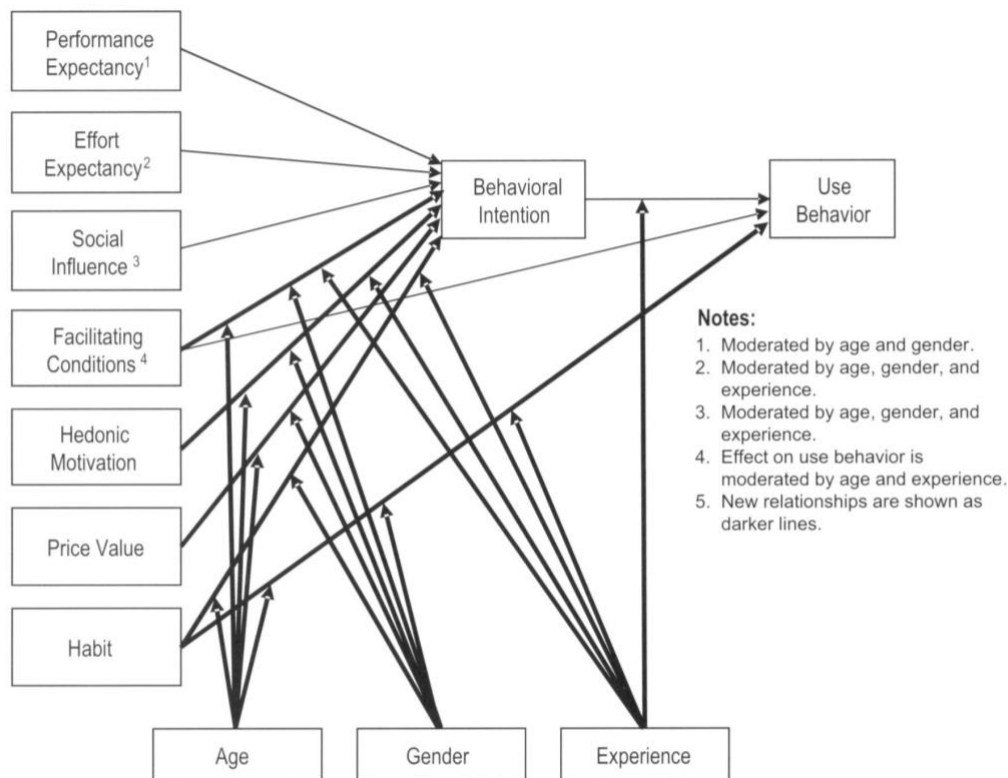 Performance
Expectancy1
Effort
Expectancy2
Social
Influence 3
Facilitating
Conditions 4
Hedonic
Motivation
Price Value
Habit
Behavioral
Intention
Use
Behavior
Notes:
1. Moderated by age and gender.
2. Moderated by age, gender, and
experience.
3. Moderated by age, gender, and
experience.
4. Effect on use behavior is
moderated by age and experience.
5. New relationships are shown as
darker lines.
Age
Gender
Experience